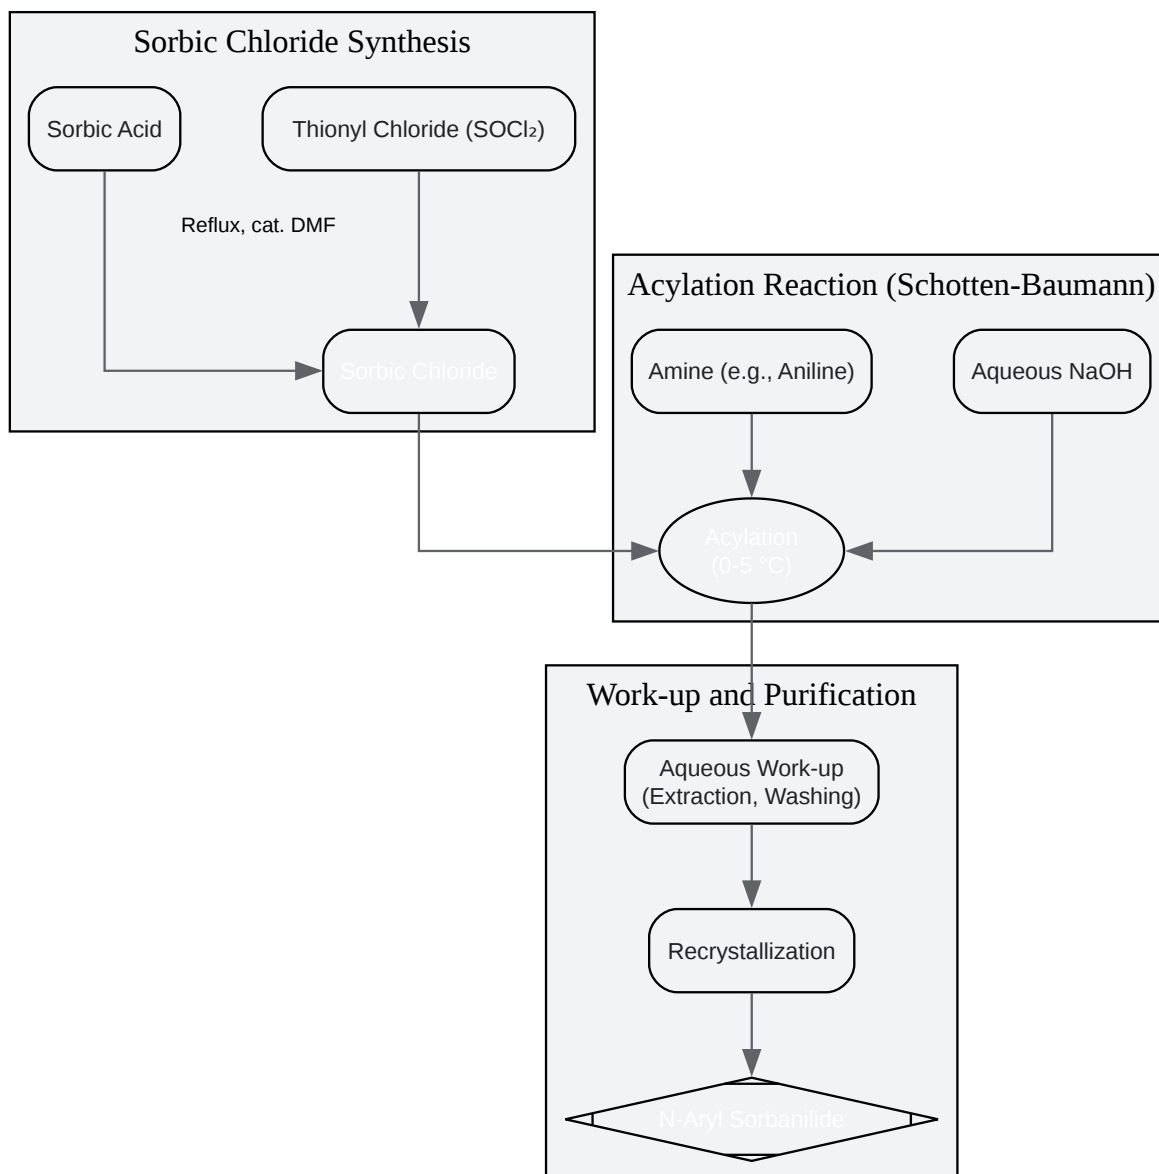 Sorbic Chloride Synthesis
Sorbic Acid
Thionyl Chloride (SOCl₂)
Reflux, cat. DMF
Sorbic Chloride
Acylation Reaction (Schotten-Baumann)
Amine (e.g., Aniline)
Aqueous NaOH
Acylation
(0-5 °C)
Work-up and Purification
Aqueous Work-up
(Extraction, Washing)
Recrystallization
N-Aryl Sorbanilide